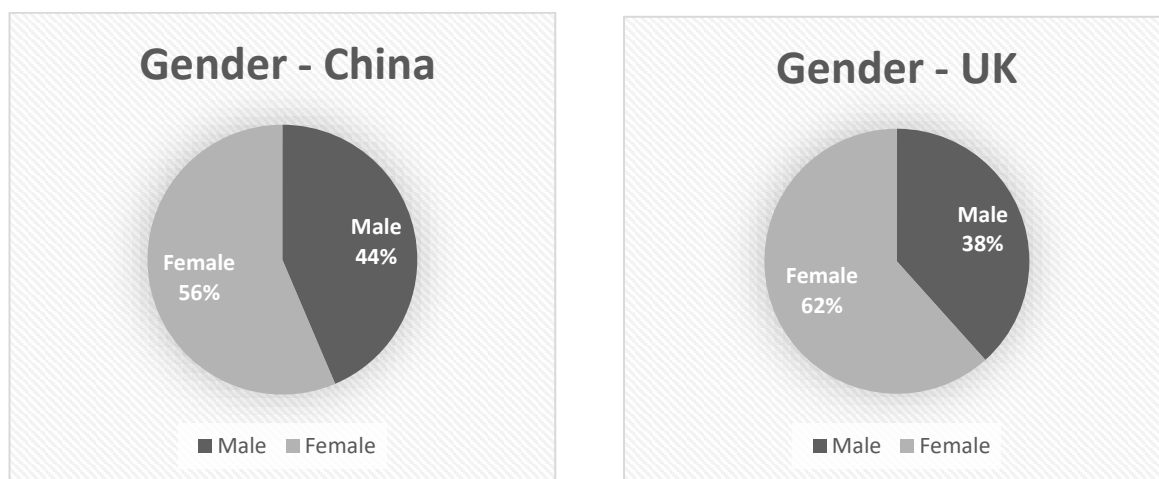 Gender - China
Male
44%
Female
56%
Male Female
Gender - UK
Male
38%
Female
62%
Male Female